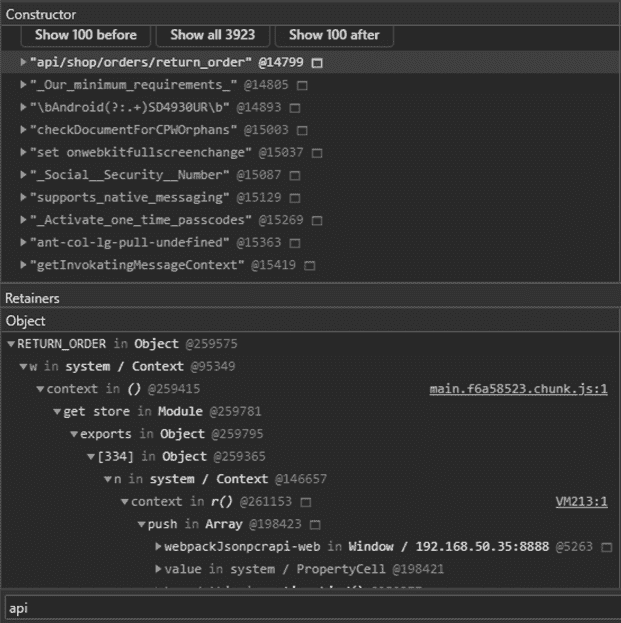 Constructor
Show 100 before Show all 3923 Show 100 after
"api/shop/orders/return_order" @14799
"_Our_minimum_requirements_" @14805
"\bAndroid(?:.+)SD4930UR\b" @14893
"checkDocumentForCPWOrphans" @15003
"set onwebkitfullscreenchange" @15037
"_Social__Security__Number" @15087
"supports_native_messaging" @15129
"_Activate_one_time_passcodes" @15269
"ant-col-lg-pull-undefined" @15363
"getInvokatingMessageContext" @15419
Retainers
Object
RETURN_ORDER in Object @259575
w in system / Context @95349
context in () @259415 main.f6a58523.chunk.js:1
get store in Module @259781
exports in Object @259795
[334] in Object @259365
n in system / Context @146657
context in r() @261153 VM213:1
push in Array @198423
webpackJsonpcrapi-web in Window / 192.168.50.35:8888 @5263
value in system / PropertyCell @198421
api